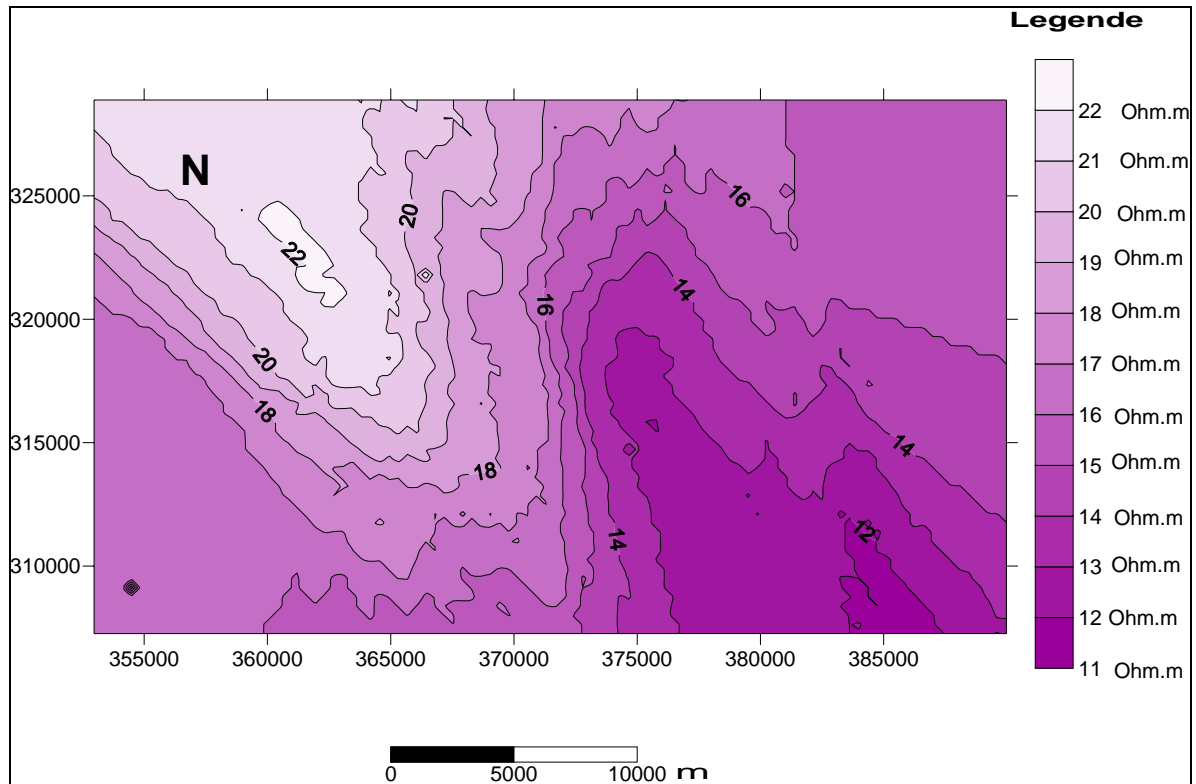 Legende
22 Ohm.m
21 Ohm.m
20 Ohm.m
19 Ohm.m
18 Ohm.m
17 Ohm.m
16 Ohm.m
15 Ohm.m
14 Ohm.m
13 Ohm.m
12 Ohm.m
11 Ohm.m
N
325000
320000
315000
310000
16
20
22
14
16
20
18
14
18
12
14
355000 360000 365000 370000 375000 380000 385000
0 5000 10000 m